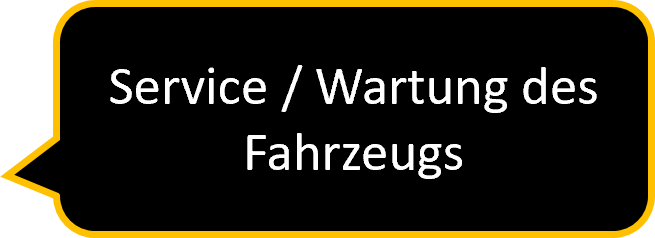 Service / Wartung des
Fahrzeugs